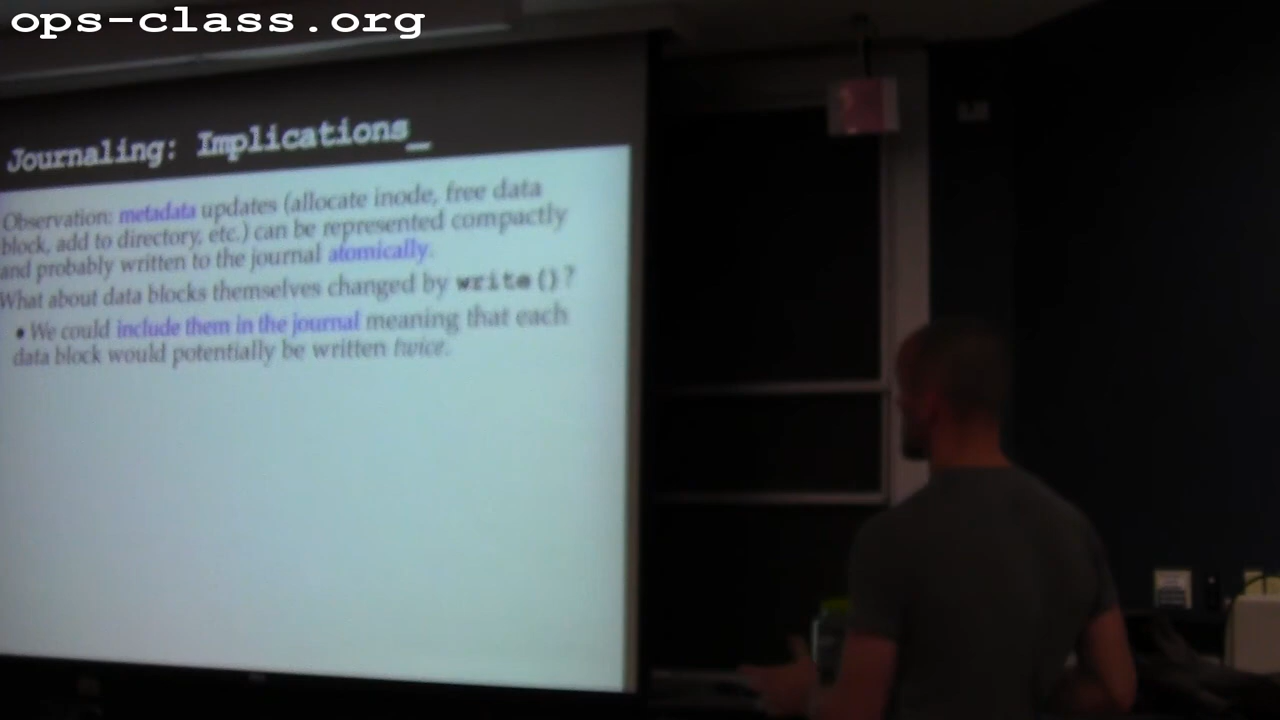 ops-class.org
Journaling: Implications_
Observation: metadata updates (allocate inode, free data
block, add to directory, etc.) can be represented compactly
and probably written to the journal atomically.
What about data blocks themselves changed by write()?
• We could include them in the journal meaning that each
data block would potentially be written twice.